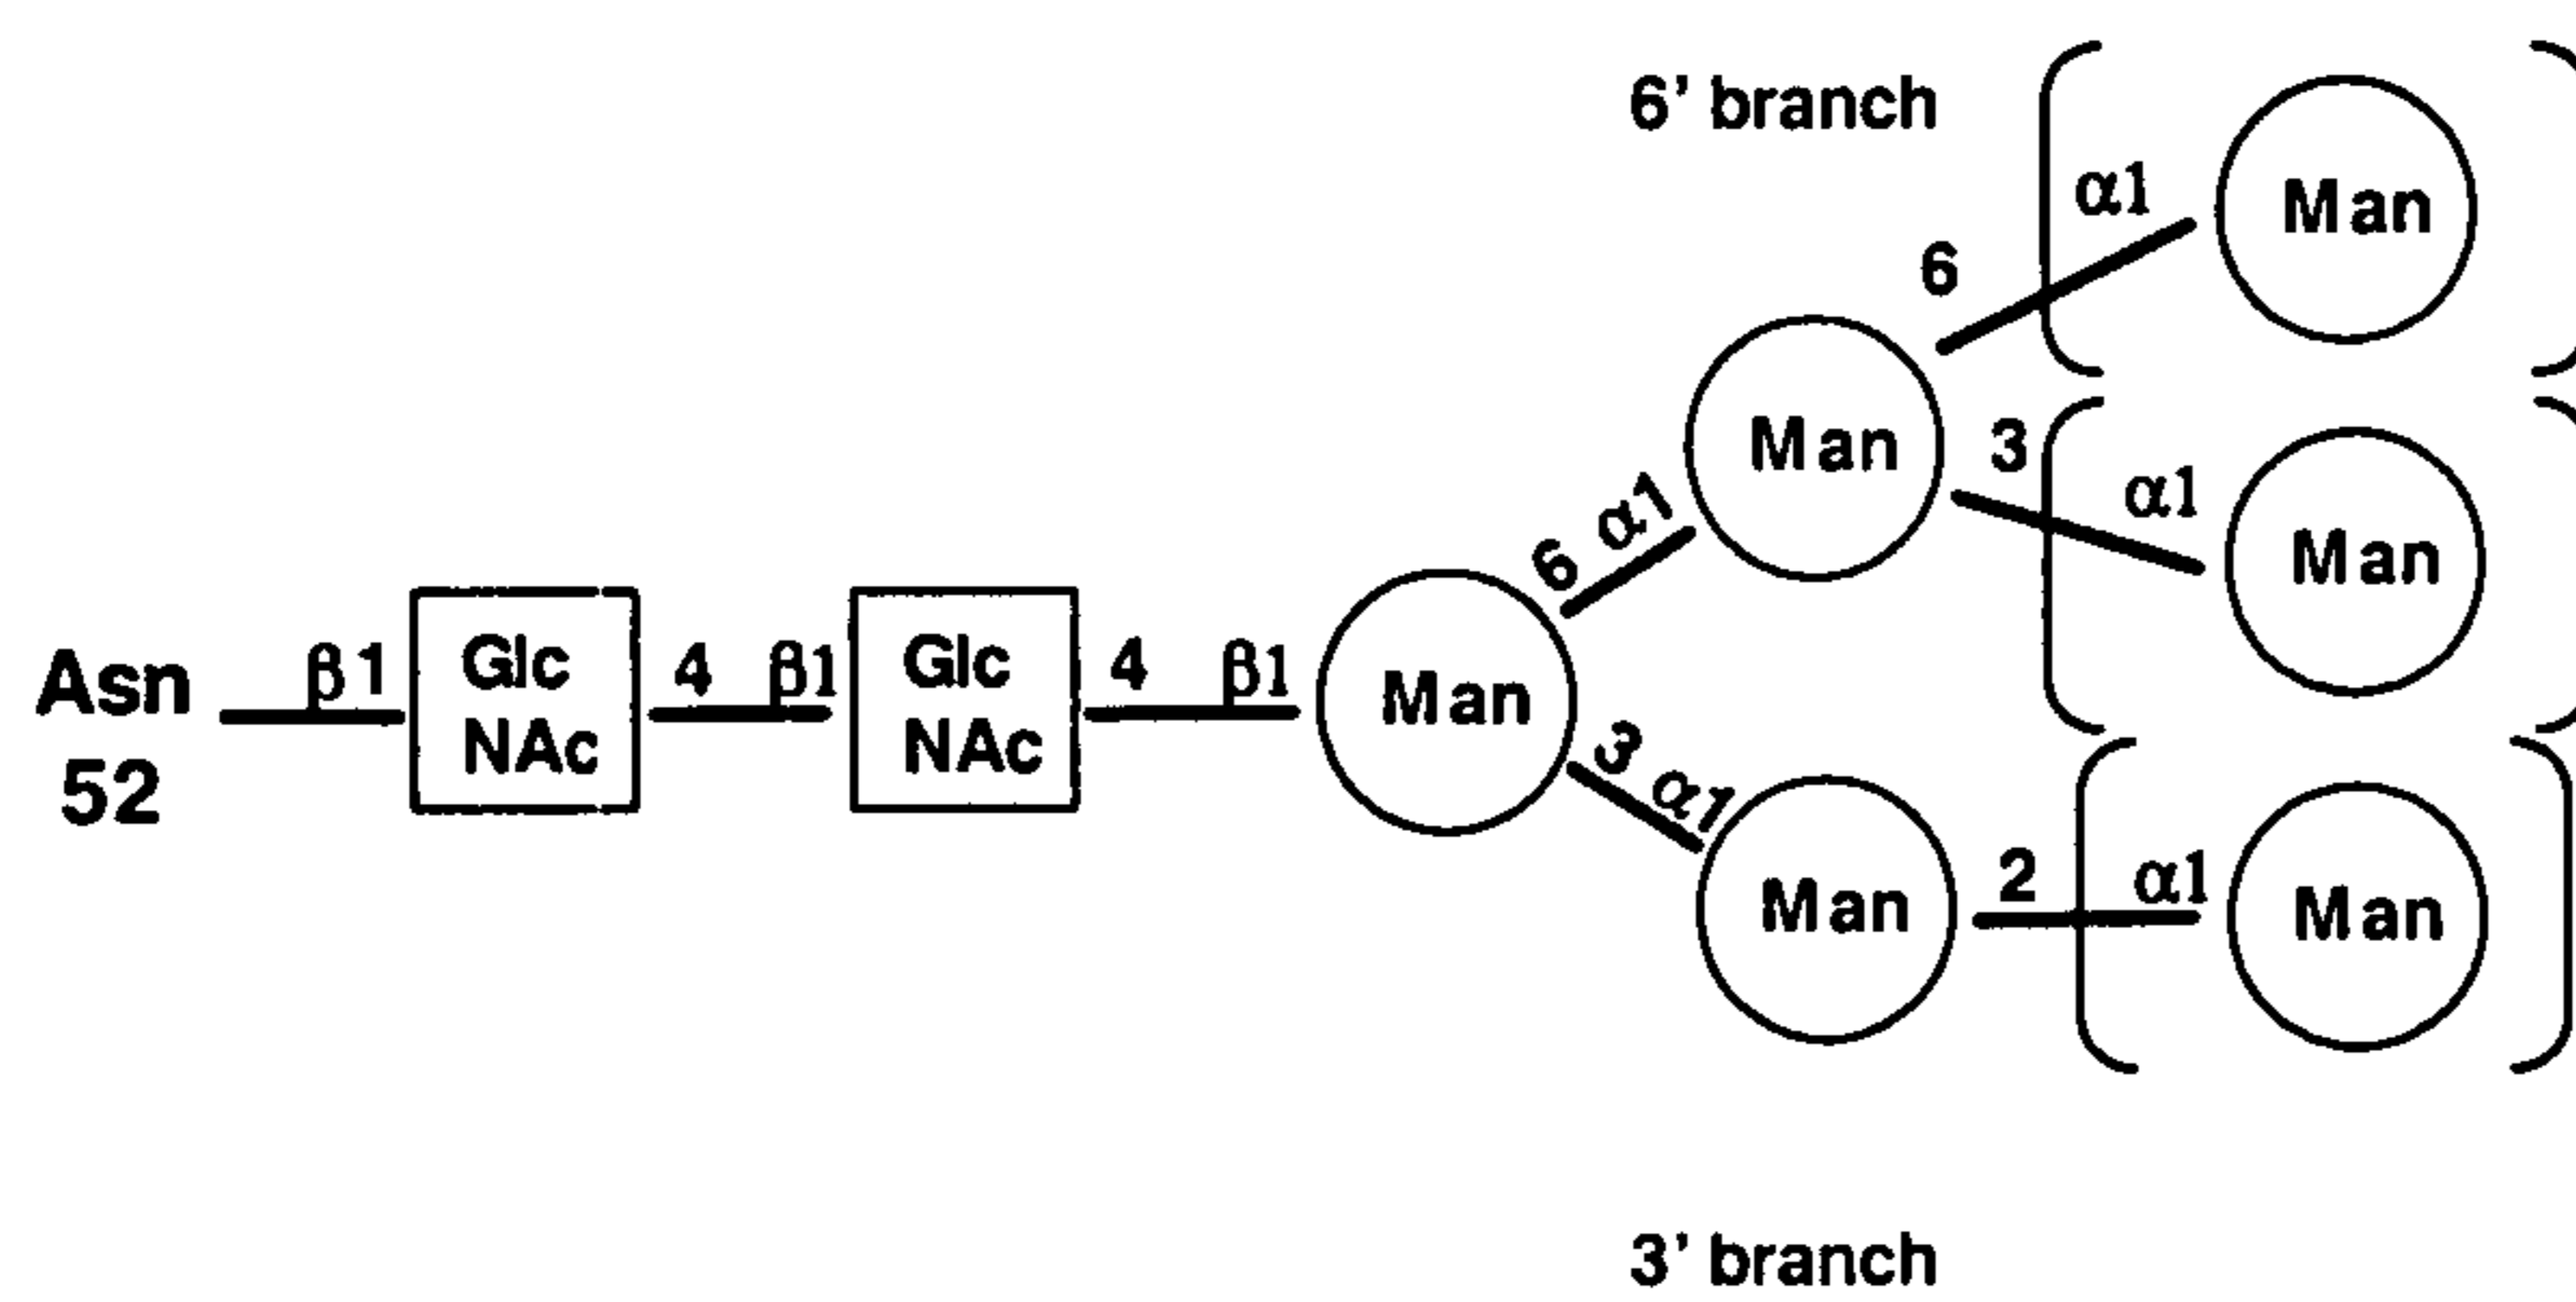 6' branch
α1
Man
6
Man
3
α1
Man
6 α1
Asn
52
β1
Glc
NAc
4
β1
Glc
NAc
4
β1
Man
3 α1
Man
2
α1
Man
3' branch